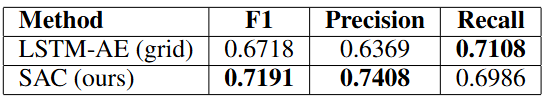 Method F1 Precision Recall
LSTM-AE (grid) 0.6718 0.6369 0.7108
SAC (ours) 0.7191 0.7408 0.6986